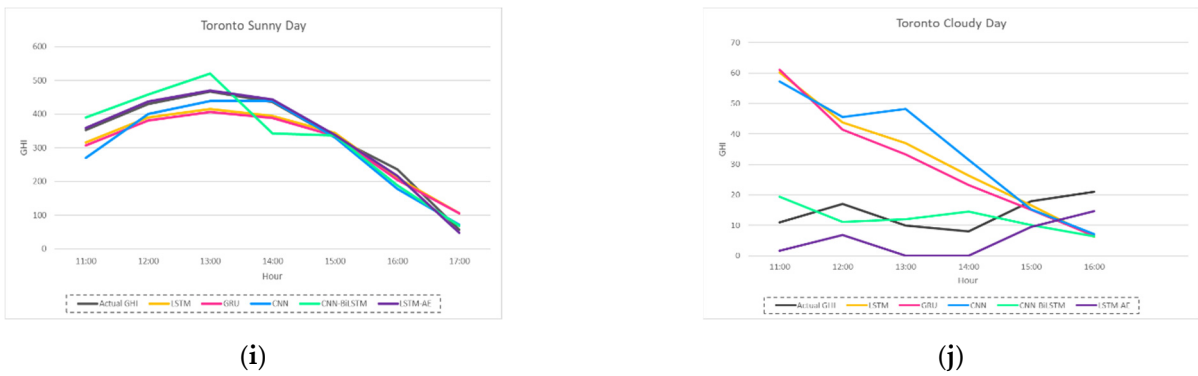 Toronto Sunny Day
600
500
400
300
200
100
0
GHI
11:00 12:00 13:00 14:00 15:00 16:00 17:00
Hour
Actual GHI LSTM GRU CNN CNN-BiLSTM LSTM-AE
(i)
Toronto Cloudy Day
70
60
50
40
30
20
10
0
GHI
11:00 12:00 13:00 14:00 15:00 16:00
Hour
Actual GHI LSTM GRU CNN CNN BiLSTM LSTM AE
(j)